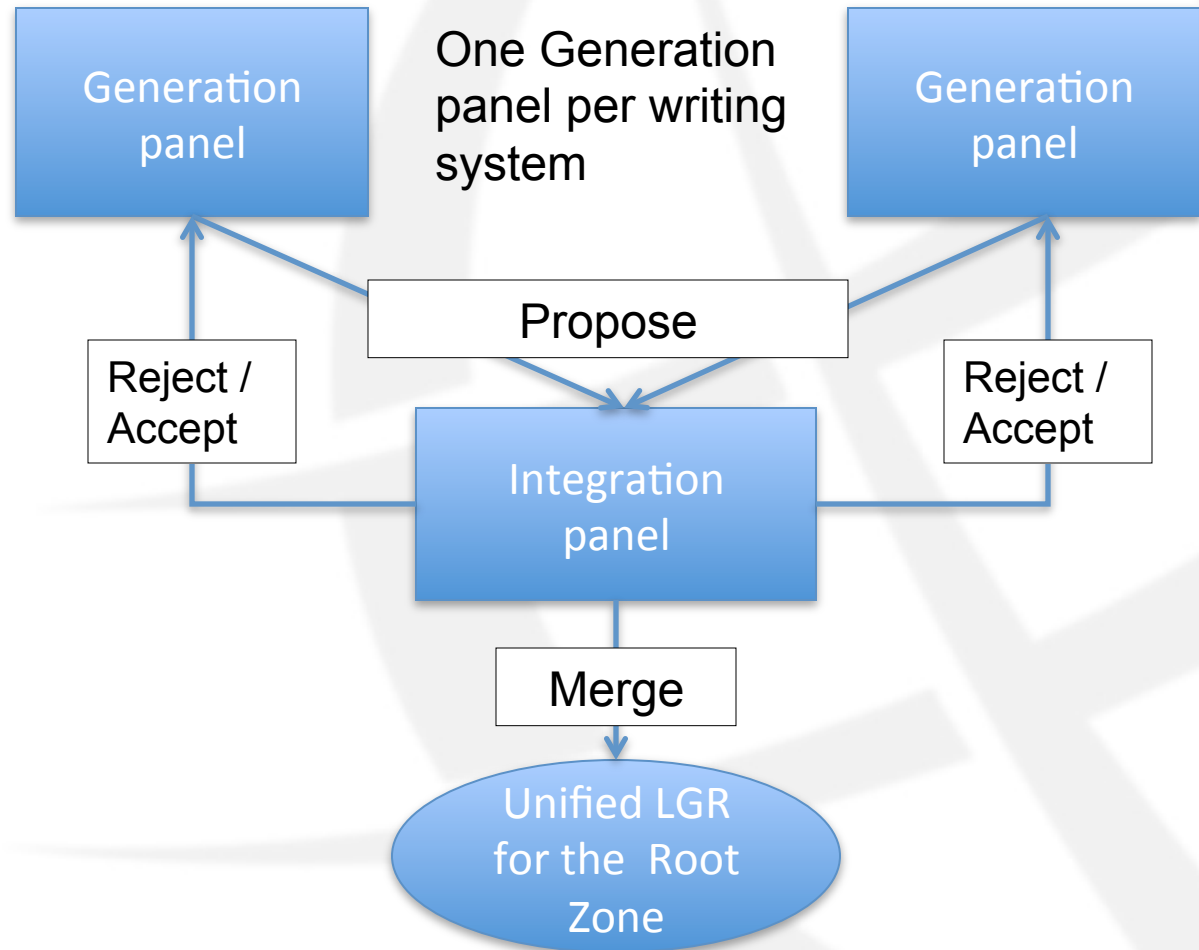 Generation
panel
One Generation
panel per writing
system
Generation
panel
Propose
Reject /
Accept
Reject /
Accept
Integration
panel
Merge
Unified LGR
for the Root
Zone